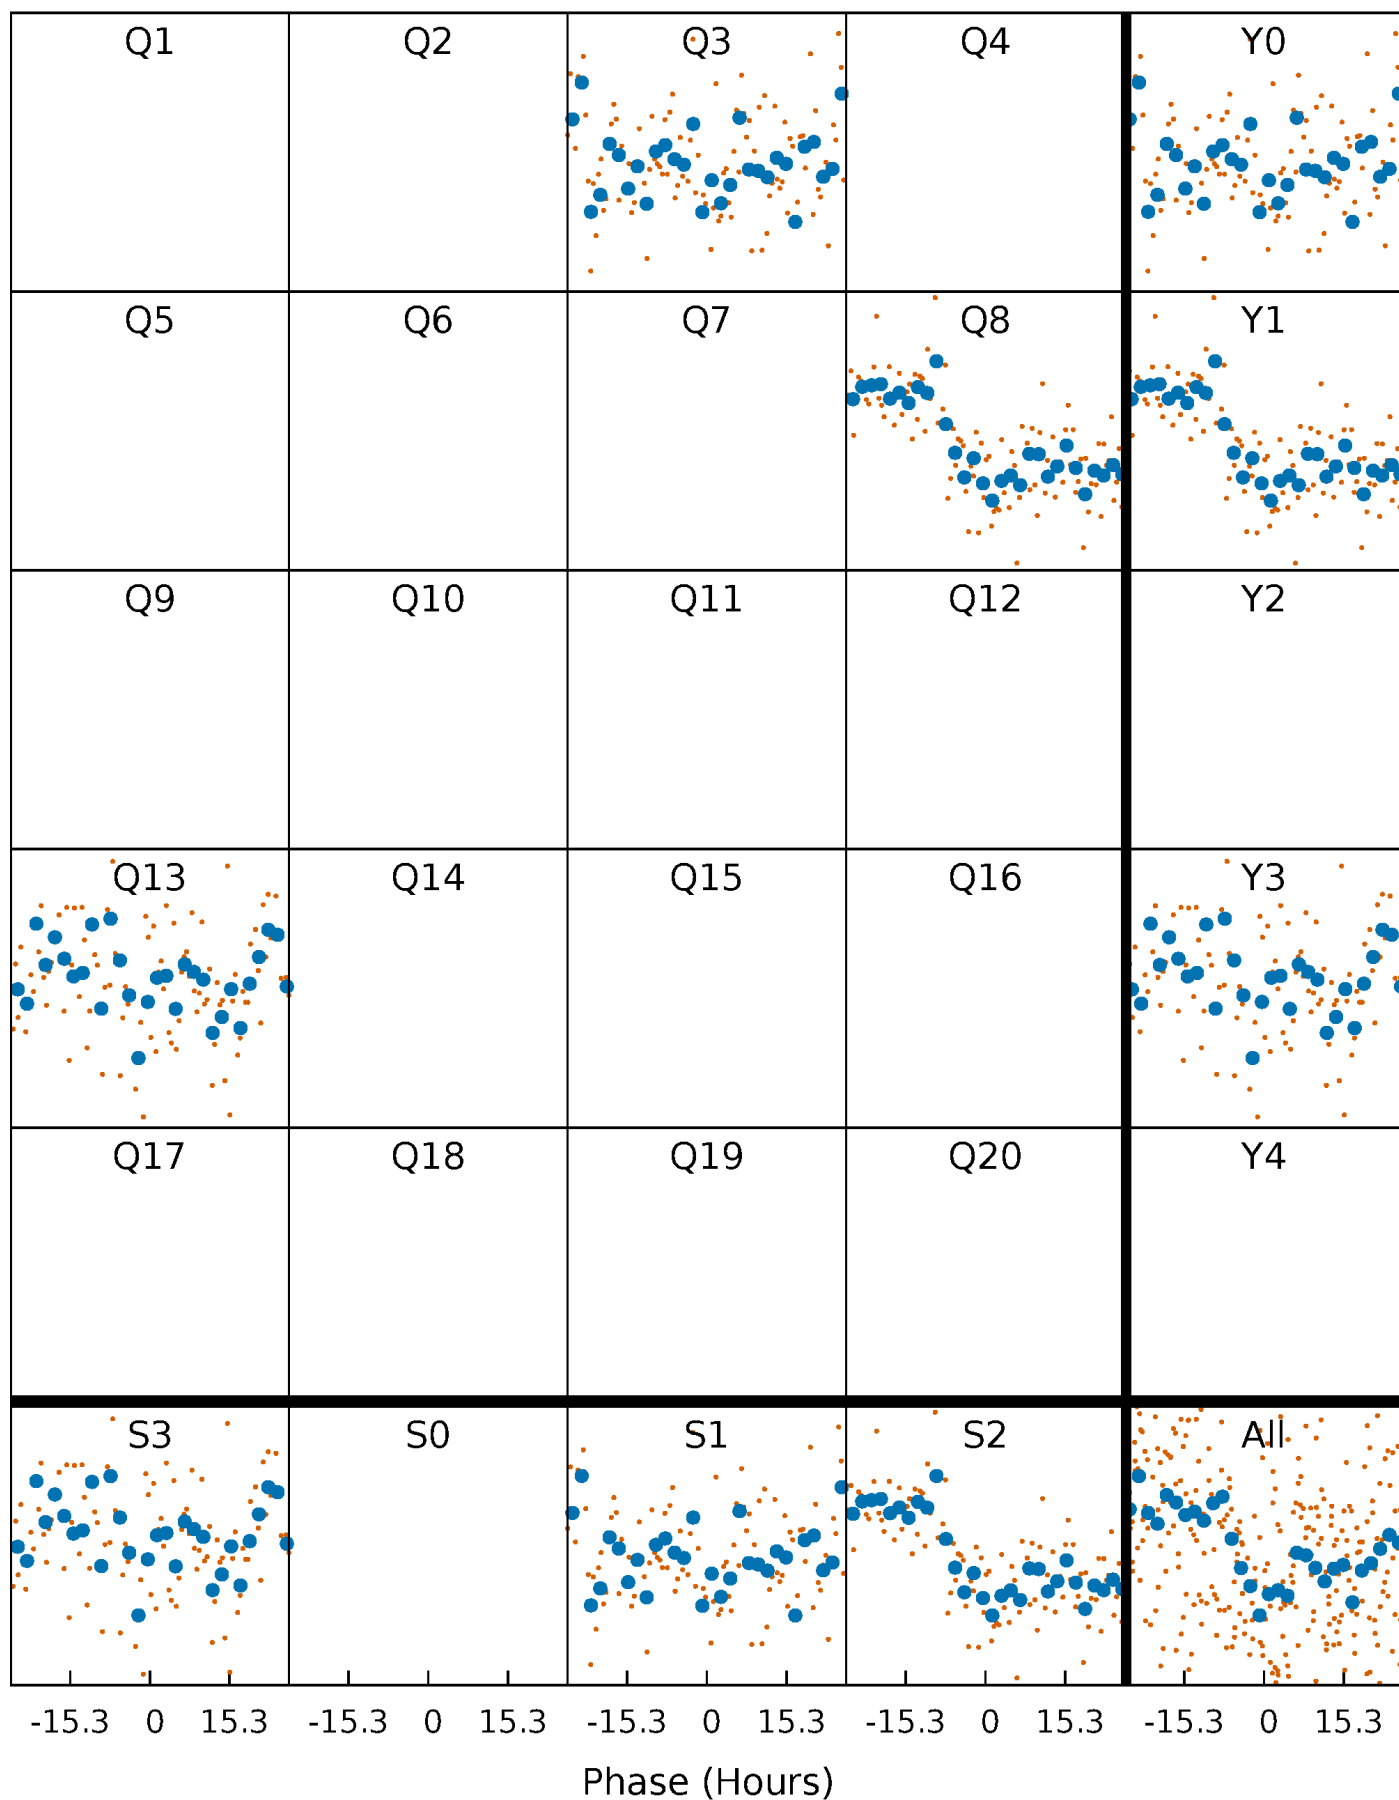 Q1 Q2 Q3 Q4 Y0
Q5 Q6 Q7 Q8 Y1
Q9 Q10 Q11 Q12 Y2
Q13 Q14 Q15 Q16 Y3
Q17 Q18 Q19 Q20 Y4
S3 S0 S1 S2 All
-15.3 0 15.3 -15.3 0 15.3 -15.3 0 15.3 -15.3 0 15.3 -15.3 0 15.3
Phase (Hours)